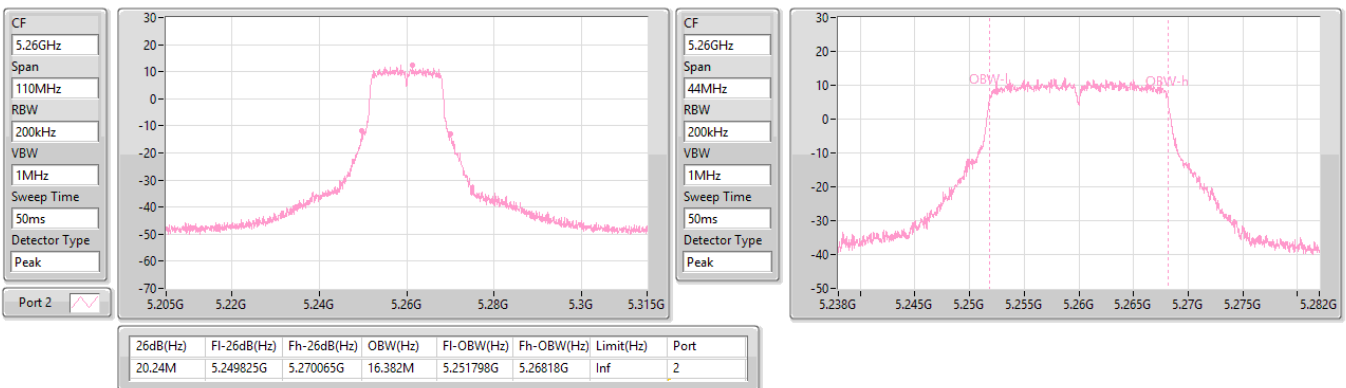 CF
5.26GHz
Span
110MHz
RBW
200kHz
VBW
1MHz
Sweep Time
50ms
Detector Type
Peak
Port 2
30
20
10
0
-10
-20
-30
-40
-50
-60
-70
5.205G 5.22G 5.24G 5.26G 5.28G 5.3G 5.315G
CF
5.26GHz
Span
44MHz
RBW
200kHz
VBW
1MHz
Sweep Time
50ms
Detector Type
Peak
30
20
10
0
-10
-20
-30
-40
-50
OBW-l OBW-h
5.238G 5.245G 5.25G 5.255G 5.26G 5.265G 5.27G 5.275G 5.282G
26dB(Hz) Fl-26dB(Hz) Fh-26dB(Hz) OBW(Hz) Fl-OBW(Hz) Fh-OBW(Hz) Limit(Hz) Port
20.24M 5.249825G 5.270065G 16.382M 5.251798G 5.26818G Inf 2